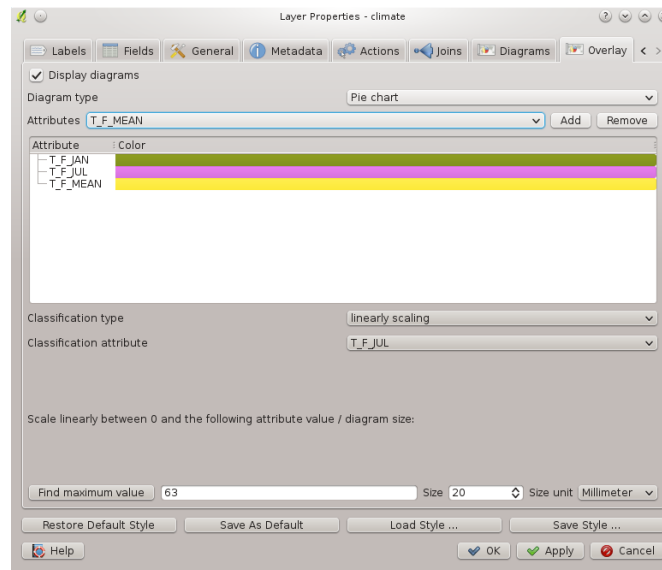 Layer Properties - climate
Labels Fields General Metadata Actions Joins Diagrams Overlay
Display diagrams
Diagram type Pie chart
Attributes T_F_MEAN Add Remove
Attribute Color
T_F_JAN
T_F_JUL
T_F_MEAN
Classification type linearly scaling
Classification attribute T_F_JUL
Scale linearly between 0 and the following attribute value / diagram size:
Find maximum value 63 Size 20 Size unit Millimeter
Restore Default Style Save As Default Load Style ... Save Style ...
Help OK Apply Cancel